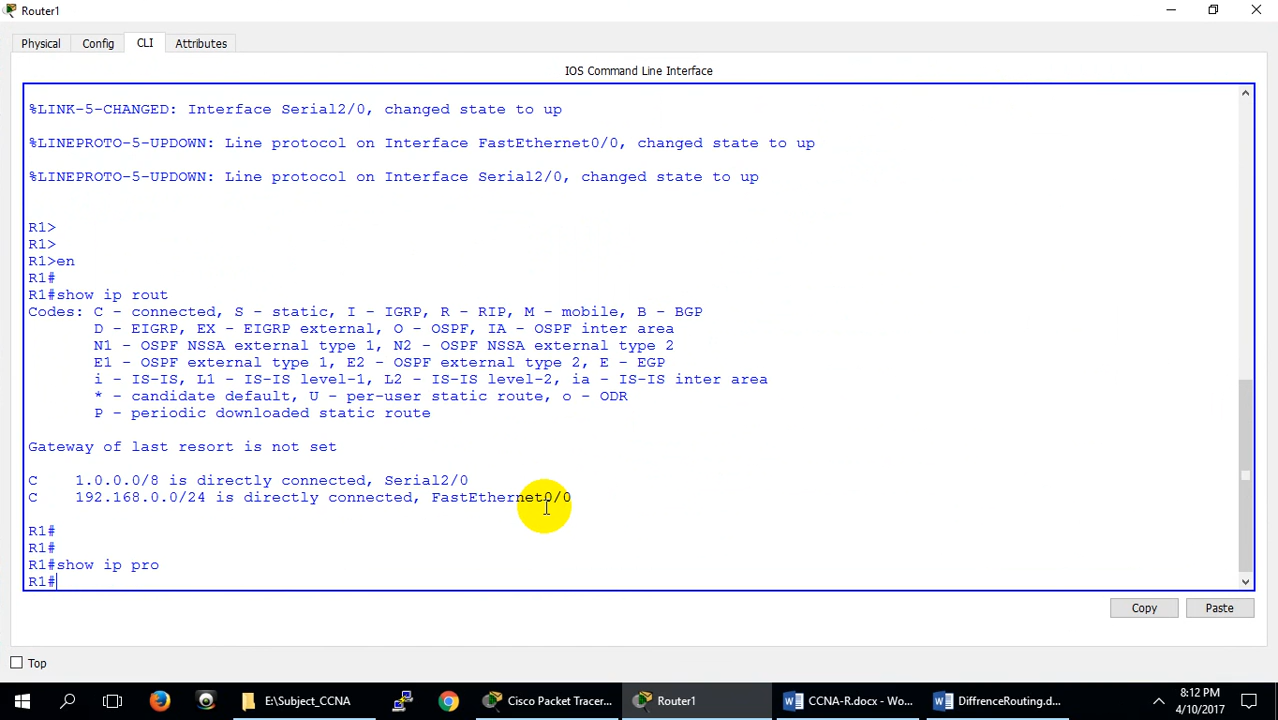 Router1
Physical Config CLI Attributes
IOS Command Line Interface
%LINK-5-CHANGED: Interface Serial2/0, changed state to up
%LINEPROTO-5-UPDOWN: Line protocol on Interface FastEthernet0/0, changed state to up
%LINEPROTO-5-UPDOWN: Line protocol on Interface Serial2/0, changed state to up
R1>
R1>
R1>en
R1#
R1#show ip rout
Codes: C - connected, S - static, I - IGRP, R - RIP, M - mobile, B - BGP
D - EIGRP, EX - EIGRP external, O - OSPF, IA - OSPF inter area
N1 - OSPF NSSA external type 1, N2 - OSPF NSSA external type 2
E1 - OSPF external type 1, E2 - OSPF external type 2, E - EGP
i - IS-IS, L1 - IS-IS level-1, L2 - IS-IS level-2, ia - IS-IS inter area
* - candidate default, U - per-user static route, o - ODR
P - periodic downloaded static route
Gateway of last resort is not set
C 1.0.0.0/8 is directly connected, Serial2/0
C 192.168.0.0/24 is directly connected, FastEthernet0/0
R1#
R1#
R1#show ip pro
R1#
Copy Paste
Top
E:\Subject_CCNA Cisco Packet Tracer... Router1 CCNA-R.docx - Wo... DiffrenceRouting.d... 8:12 PM
4/10/2017